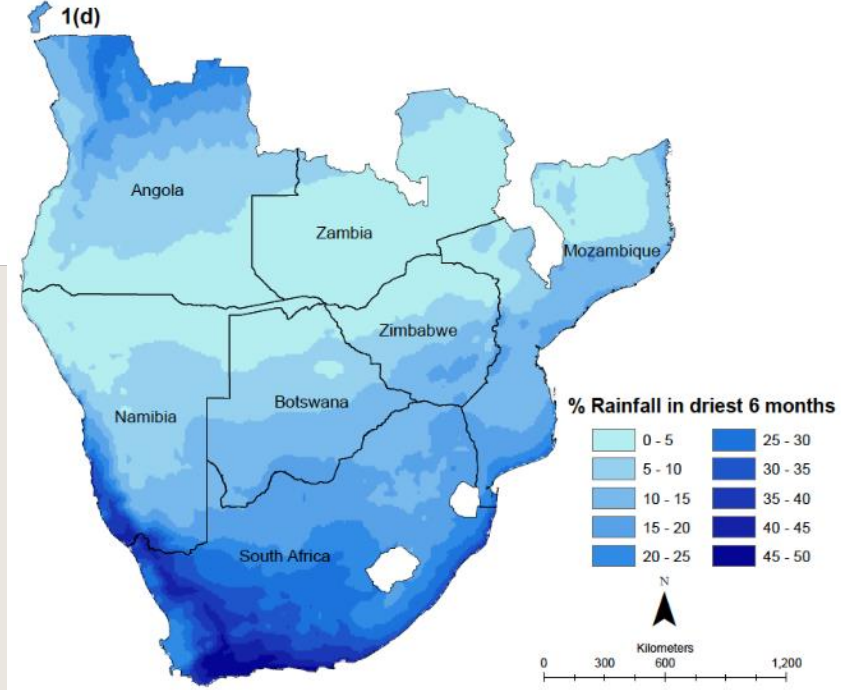 1(d)
Angola
Zambia
Mozambique
Zimbabwe
Namibia
Botswana
South Africa
% Rainfall in driest 6 months
0 - 5
25 - 30
5 - 10
30 - 35
10 - 15
35 - 40
15 - 20
40 - 45
20 - 25
45 - 50
N
Kilometers
0 300 600 1,200